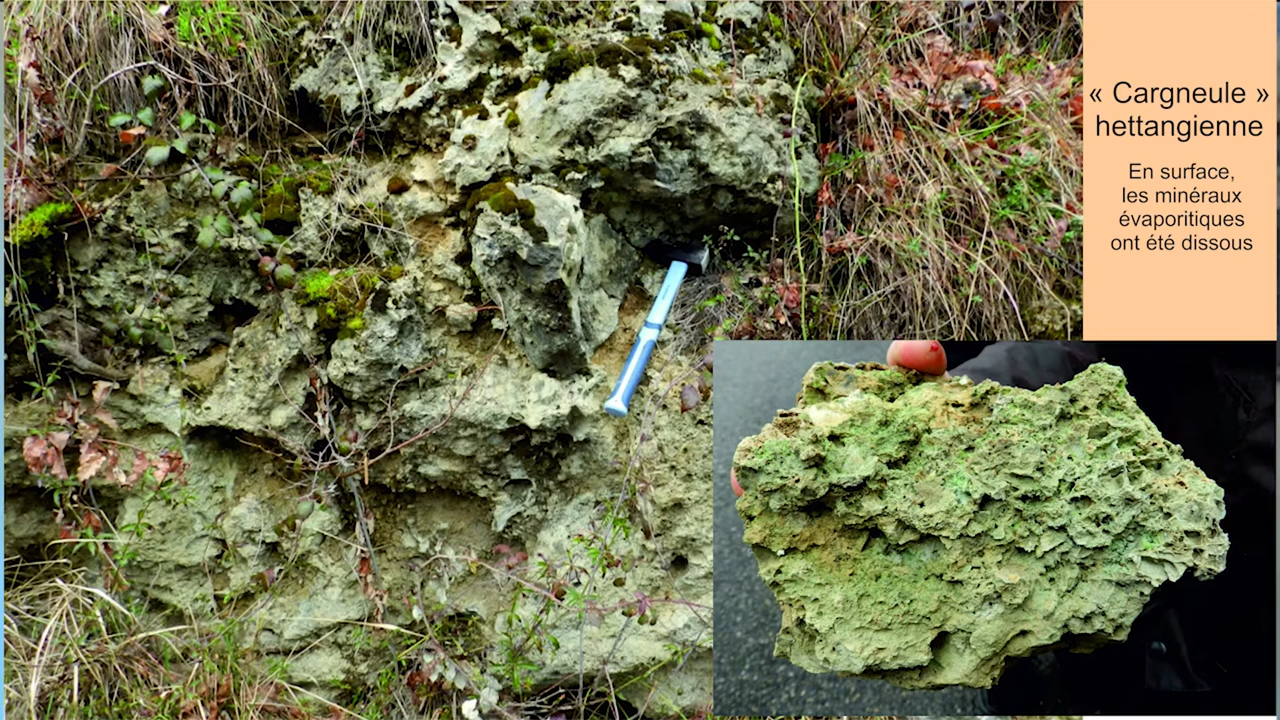 « Cargneule »
hettangienne
En surface,
les minéraux
évaporitiques
ont été dissous